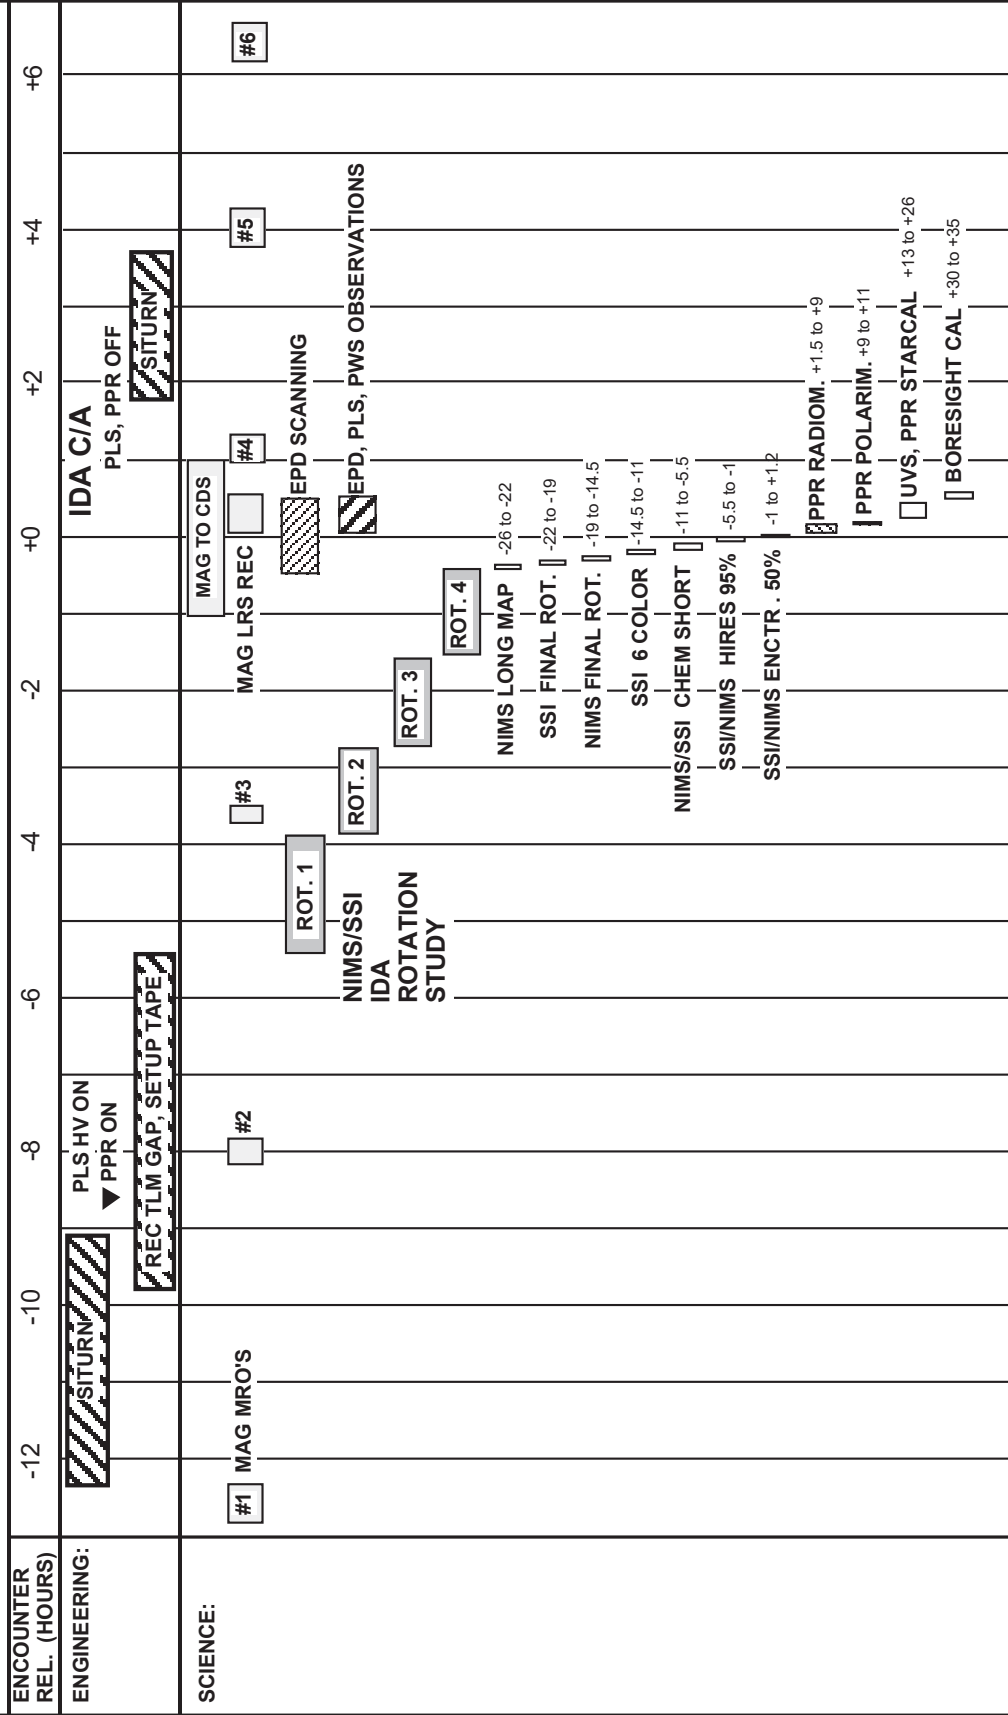 ENCOUNTER
REL. (HOURS)
-12
-10
-8
-6
-4
-2
+0
+2
+4
+6
ENGINEERING:
SITURN
PLS HV ON
PPR ON
REC TLM GAP, SETUP TAPE
IDA C/A
PLS, PPR OFF
SITURN
SCIENCE:
MAG TO CDS
#1
MAG MRO'S
#2
#3
MAG LRS REC
#4
#5
#6
ROT. 1
EPD SCANNING
NIMS/SSI
IDA
ROTATION
STUDY
ROT. 2
EPD, PLS, PWS OBSERVATIONS
ROT. 3
ROT. 4
NIMS LONG MAP
-26 to -22
SSI FINAL ROT.
-22 to -19
NIMS FINAL ROT.
-19 to -14.5
SSI 6 COLOR
-14.5 to -11
NIMS/SSI CHEM SHORT
-11 to -5.5
SSI/NIMS HIRES 95%
-5.5 to -1
SSI/NIMS ENCTR . 50%
-1 to +1.2
PPR RADIOM. +1.5 to +9
PPR POLARIM. +9 to +11
UVS, PPR STARCAL +13 to +26
BORESIGHT CAL +30 to +35